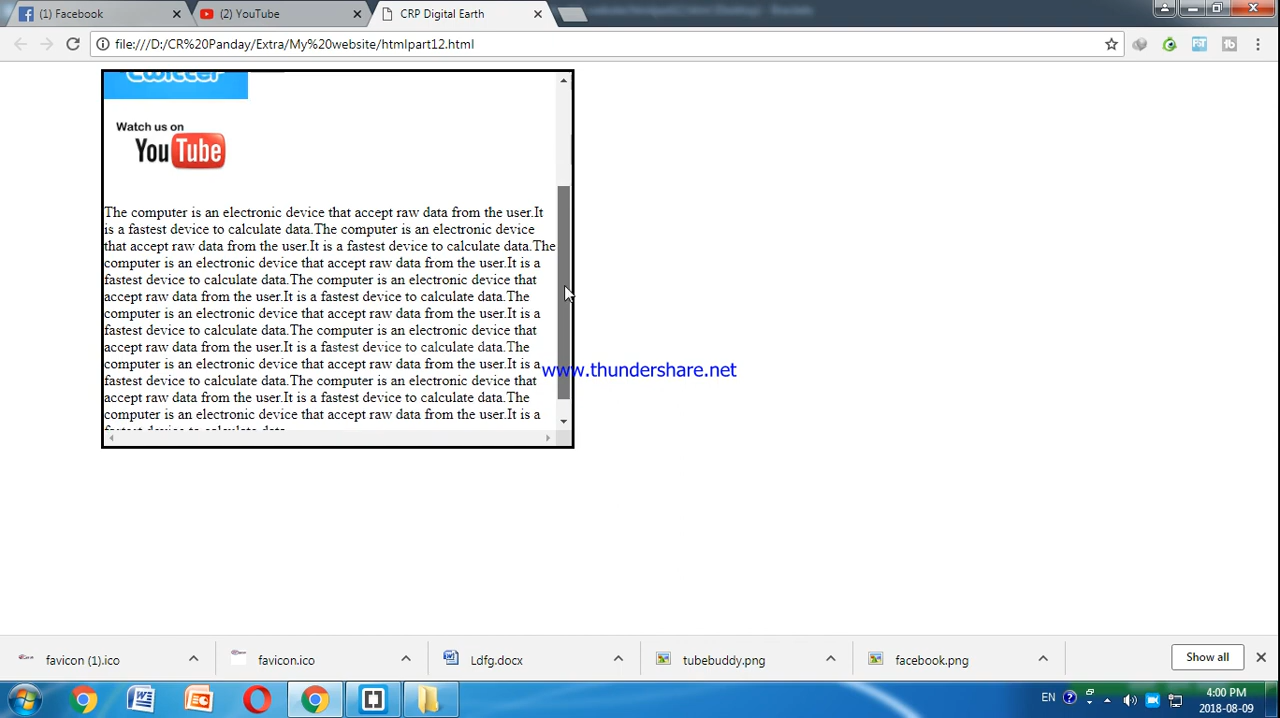 (1) Facebook
(2) YouTube
CRP Digital Earth
file:///D:/CR%20Panday/Extra/My%20website/htmlpart12.html
twitter
Watch us on
YouTube
The computer is an electronic device that accept raw data from the user.It
is a fastest device to calculate data.The computer is an electronic device
that accept raw data from the user.It is a fastest device to calculate data.The
computer is an electronic device that accept raw data from the user.It is a
fastest device to calculate data.The computer is an electronic device that
accept raw data from the user.It is a fastest device to calculate data.The
computer is an electronic device that accept raw data from the user.It is a
fastest device to calculate data.The computer is an electronic device that
accept raw data from the user.It is a fastest device to calculate data.The
computer is an electronic device that accept raw data from the user.It is a
fastest device to calculate data.The computer is an electronic device that
accept raw data from the user.It is a fastest device to calculate data.The
computer is an electronic device that accept raw data from the user.It is a
fastest device to calculate data.
www.thundershare.net
favicon (1).ico
favicon.ico
Ldfg.docx
tubebuddy.png
facebook.png
Show all
EN
4:00 PM
2018-08-09